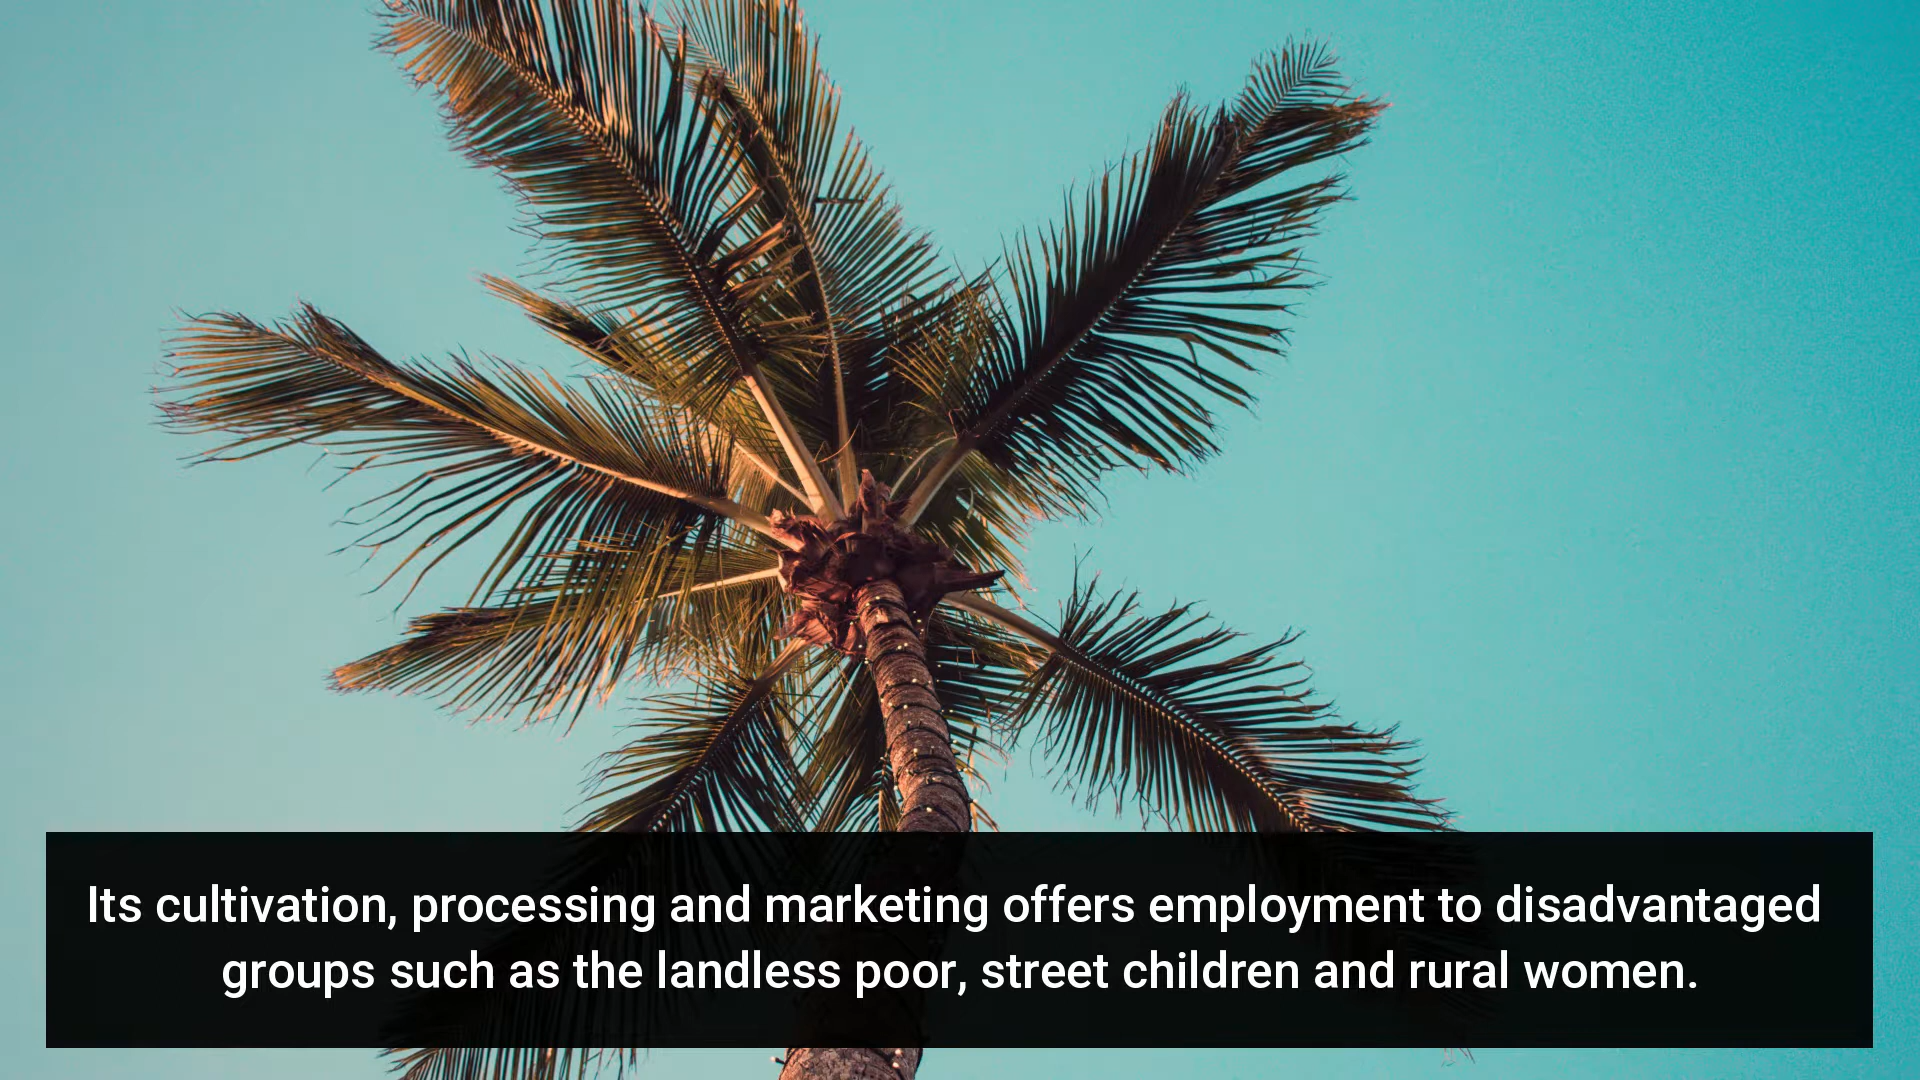 Its cultivation, processing and marketing offers employment to disadvantaged
groups such as the landless poor, street children and rural women.